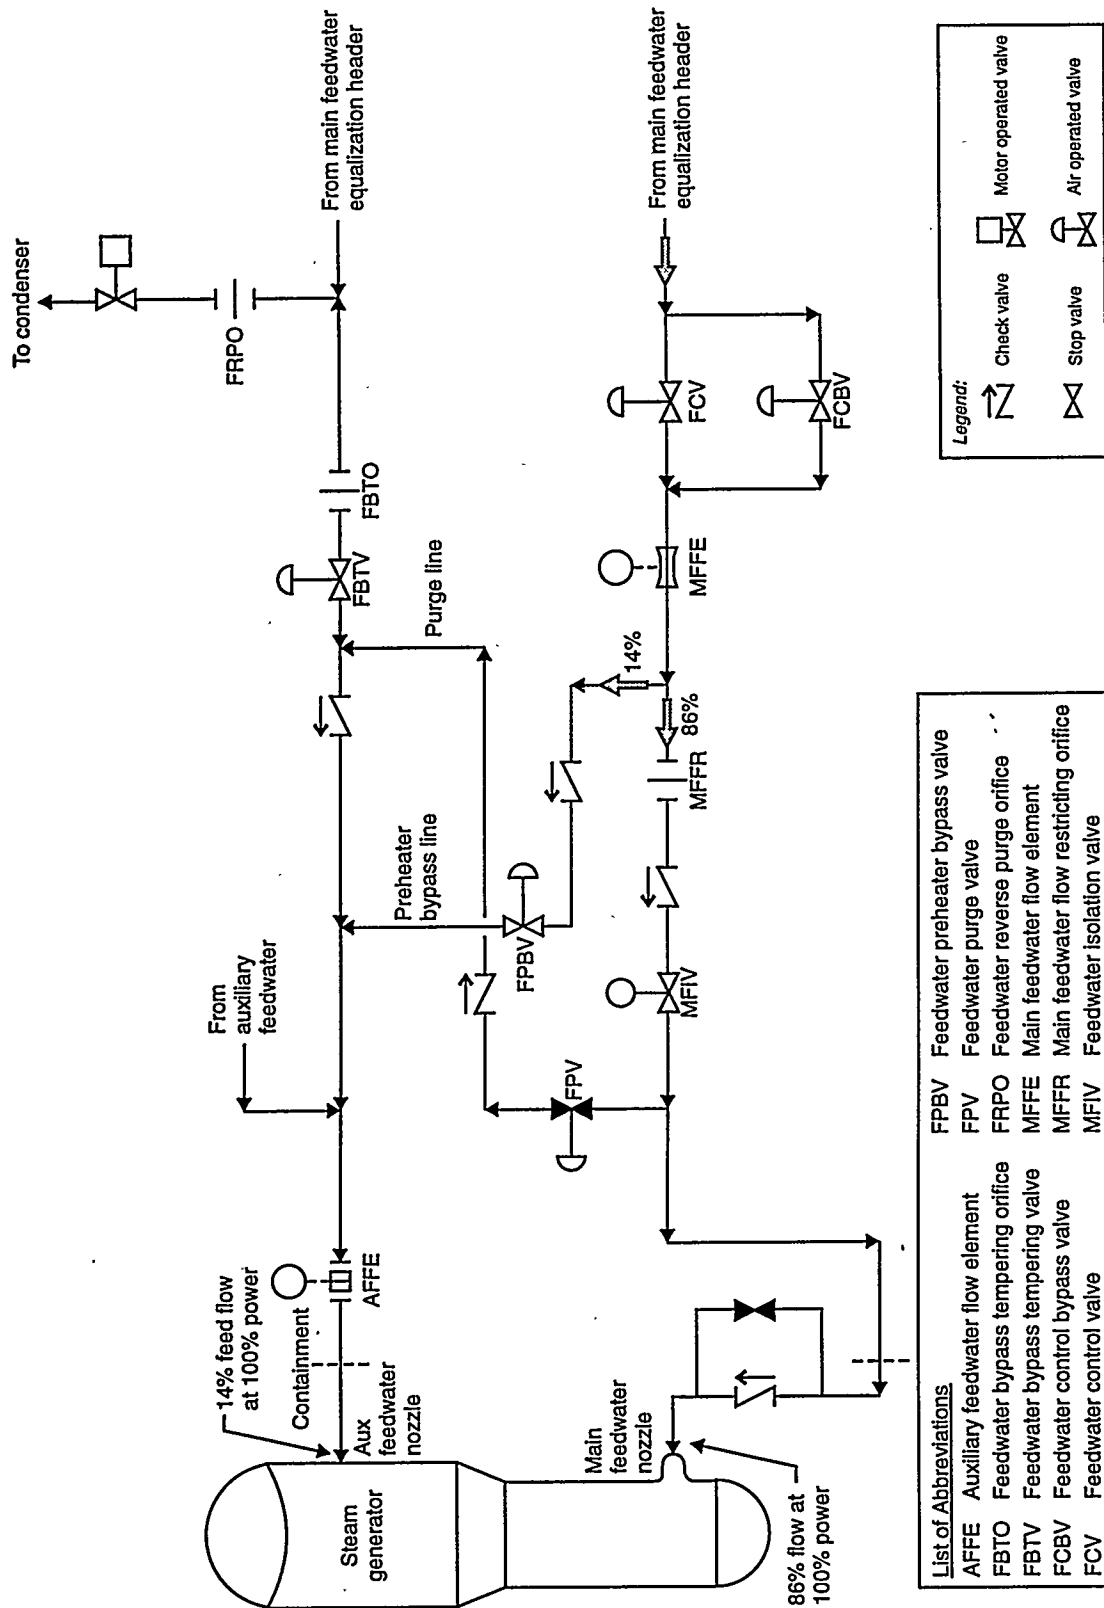 To condenser
FRPO
From main feedwater
equalization header
FBTO
FBTV
Purge line
From
auxiliary
feedwater
Preheater
bypass line
FPBV
14% feed flow
at 100% power
Containment
AFFE
Aux
feedwater
nozzle
Steam
generator
FPV
14%
86%
MFFE
MFFR
MFIV
FCV
FCBV
From main feedwater
equalization header
Main
feedwater
nozzle
86% flow at
100% power
List of Abbreviations
AFFE Auxiliary feedwater flow element
FBTO Feedwater bypass tempering orifice
FBTV Feedwater bypass tempering valve
FCBV Feedwater control bypass valve
FCV Feedwater control valve
FPBV Feedwater preheater bypass valve
FPV Feedwater purge valve
FRPO Feedwater reverse purge orifice
MFFE Main feedwater flow element
MFFR Main feedwater flow restricting orifice
MFIV Feedwater isolation valve
Legend:
Check valve
Motor operated valve
Stop valve
Air operated valve